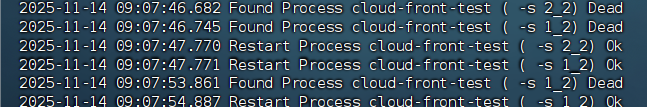 2025-11-14 09:07:46.682 Found Process cloud-front-test ( -s 2_2) Dead
2025-11-14 09:07:46.745 Found Process cloud-front-test ( -s 1_2) Dead
2025-11-14 09:07:47.770 Restart Process cloud-front-test ( -s 2_2) Ok
2025-11-14 09:07:47.771 Restart Process cloud-front-test ( -s 1_2) Ok
2025-11-14 09:07:53.861 Found Process cloud-front-test ( -s 1_2) Dead
2025-11-14 09:07:54.887 Restart Process cloud-front-test ( -s 1_2) Ok